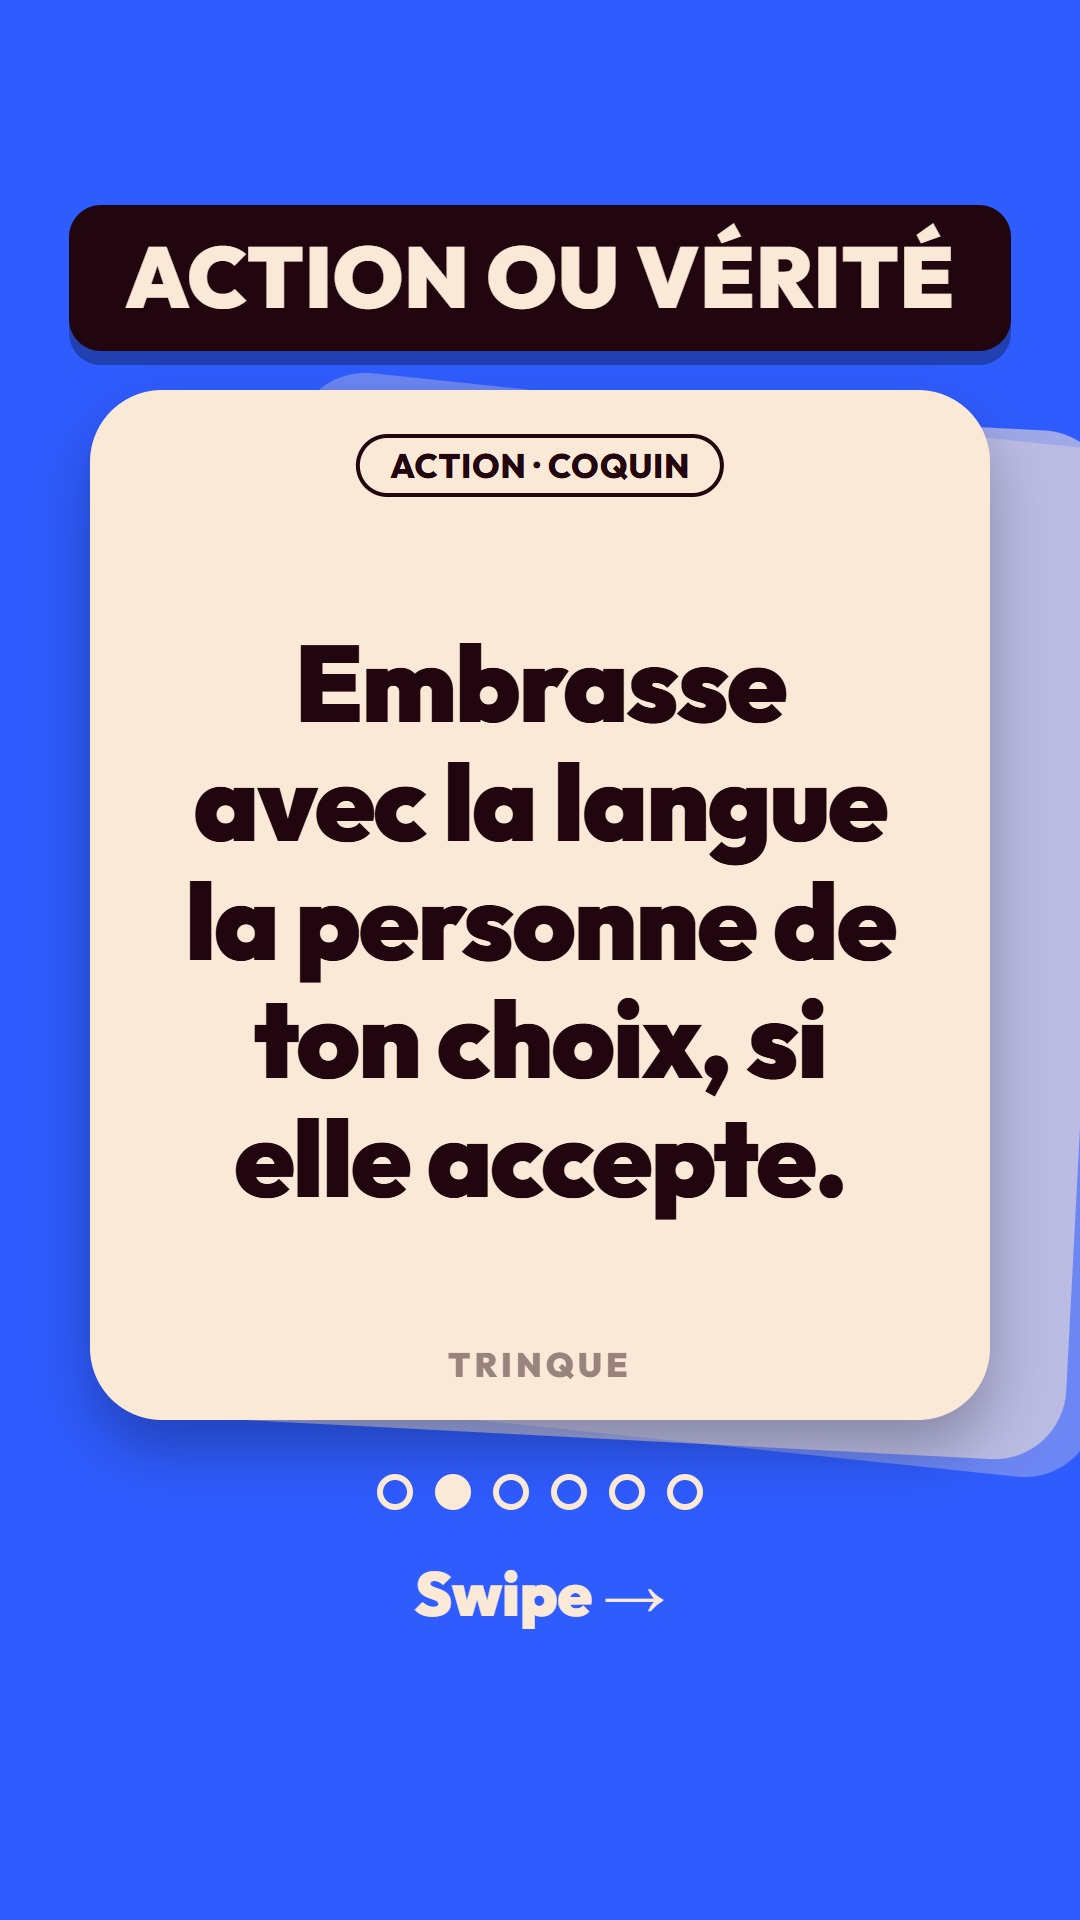 ACTION OU VÉRITÉ
ACTION · COQUIN
Embrasse
avec la langue
la personne de
ton choix, si
elle accepte.
TRINQUE
Swipe →